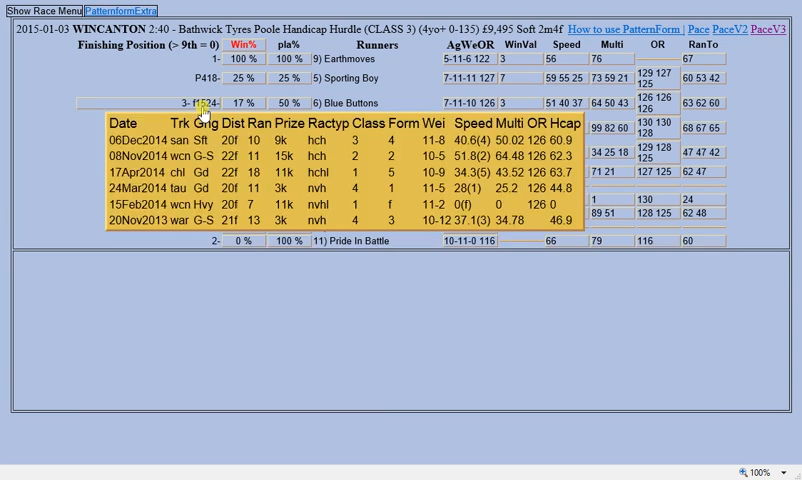 Show Race Menu PatternformExtra
2015-01-03 WINCANTON 2:40 - Bathwick Tyres Poole Handicap Hurdle (CLASS 3) (4yo+ 0-135) £9,495 Soft 2m4f How to use PatternForm | Pace PaceV2 PaceV3
Finishing Position (> 9th = 0) Win% pla% Runners AgWeOR WinVal Speed Multi OR RanTo
1- 100 % 100 % 9) Earthmoves 5-11-6 122 3 56 76 67
P418- 25 % 25 % 5) Sporting Boy 7-11-11 127 7 59 55 25 73 59 21 129 127 125 60 53 42
3- f1524- 17 % 50 % 6) Blue Buttons 7-11-10 126 3 51 40 37 64 50 43 126 126 126 63 62 60
99 82 60 130 130 128 68 67 65
34 25 18 129 128 125 47 47 42
71 21 127 125 62 47
1 130 24
89 51 128 125 62 48
Date Trk Gng Dist Ran Prize Ractyp Class Form Wei Speed Multi OR Hcap
06Dec2014 san Sft 20f 10 9k hch 3 4 11-8 40.6(4) 50.02 126 60.9
08Nov2014 wcn G-S 22f 11 15k hch 2 2 10-5 51.8(2) 64.48 126 62.3
17Apr2014 chl Gd 22f 18 11k hchl 1 5 10-9 34.3(5) 43.52 126 63.7
24Mar2014 tau Gd 20f 11 3k nvh 4 1 11-5 28(1) 25.2 126 44.8
15Feb2014 wcn Hvy 20f 7 11k nvhl 1 f 11-2 0(f) 0 126 0
20Nov2013 war G-S 21f 13 3k nvh 4 3 10-12 37.1(3) 34.78 46.9
2- 0 % 100 % 11) Pride In Battle 10-11-0 116 66 79 116 60
100%